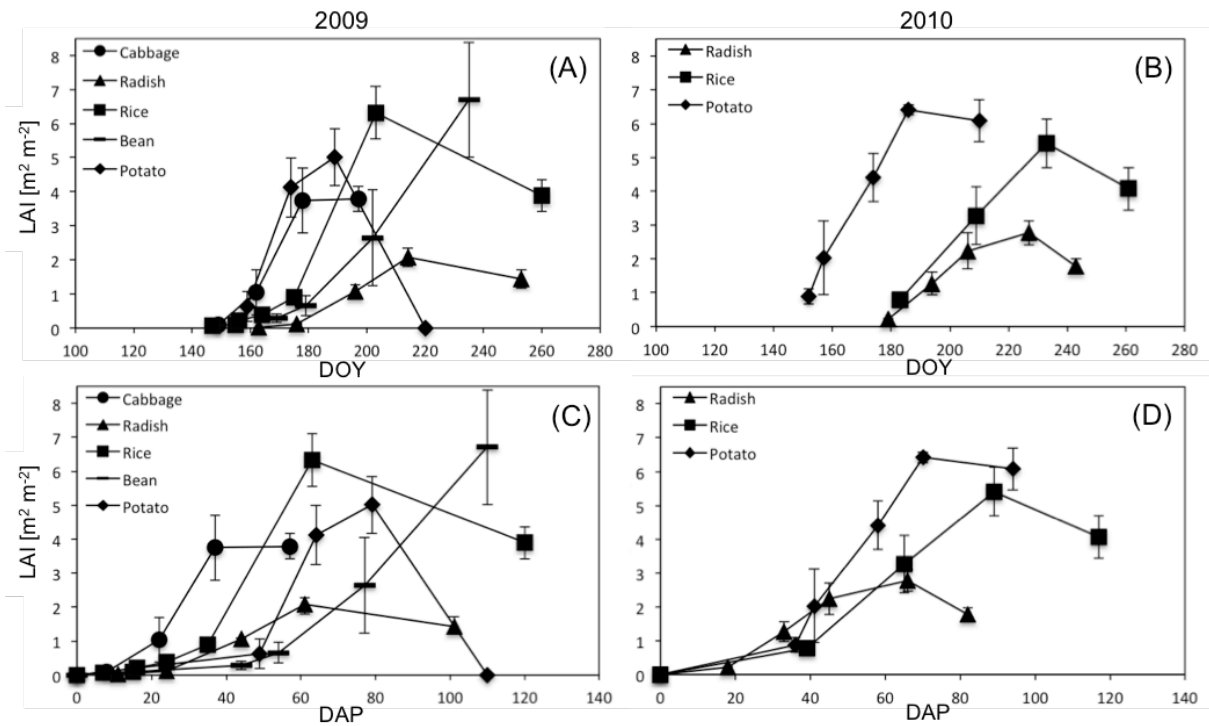 2009
2010
Cabbage
Radish
Rice
Bean
Potato
(A)
LAI [m² m⁻²]
8
7
6
5
4
3
2
1
0
100 120 140 160 180 200 220 240 260 280
DOY
Radish
Rice
Potato
(B)
8
7
6
5
4
3
2
1
0
100 120 140 160 180 200 220 240 260 280
DOY
Cabbage
Radish
Rice
Bean
Potato
(C)
LAI [m² m⁻²]
8
7
6
5
4
3
2
1
0
0 20 40 60 80 100 120 140
DAP
Radish
Rice
Potato
(D)
8
7
6
5
4
3
2
1
0
0 20 40 60 80 100 120 140
DAP